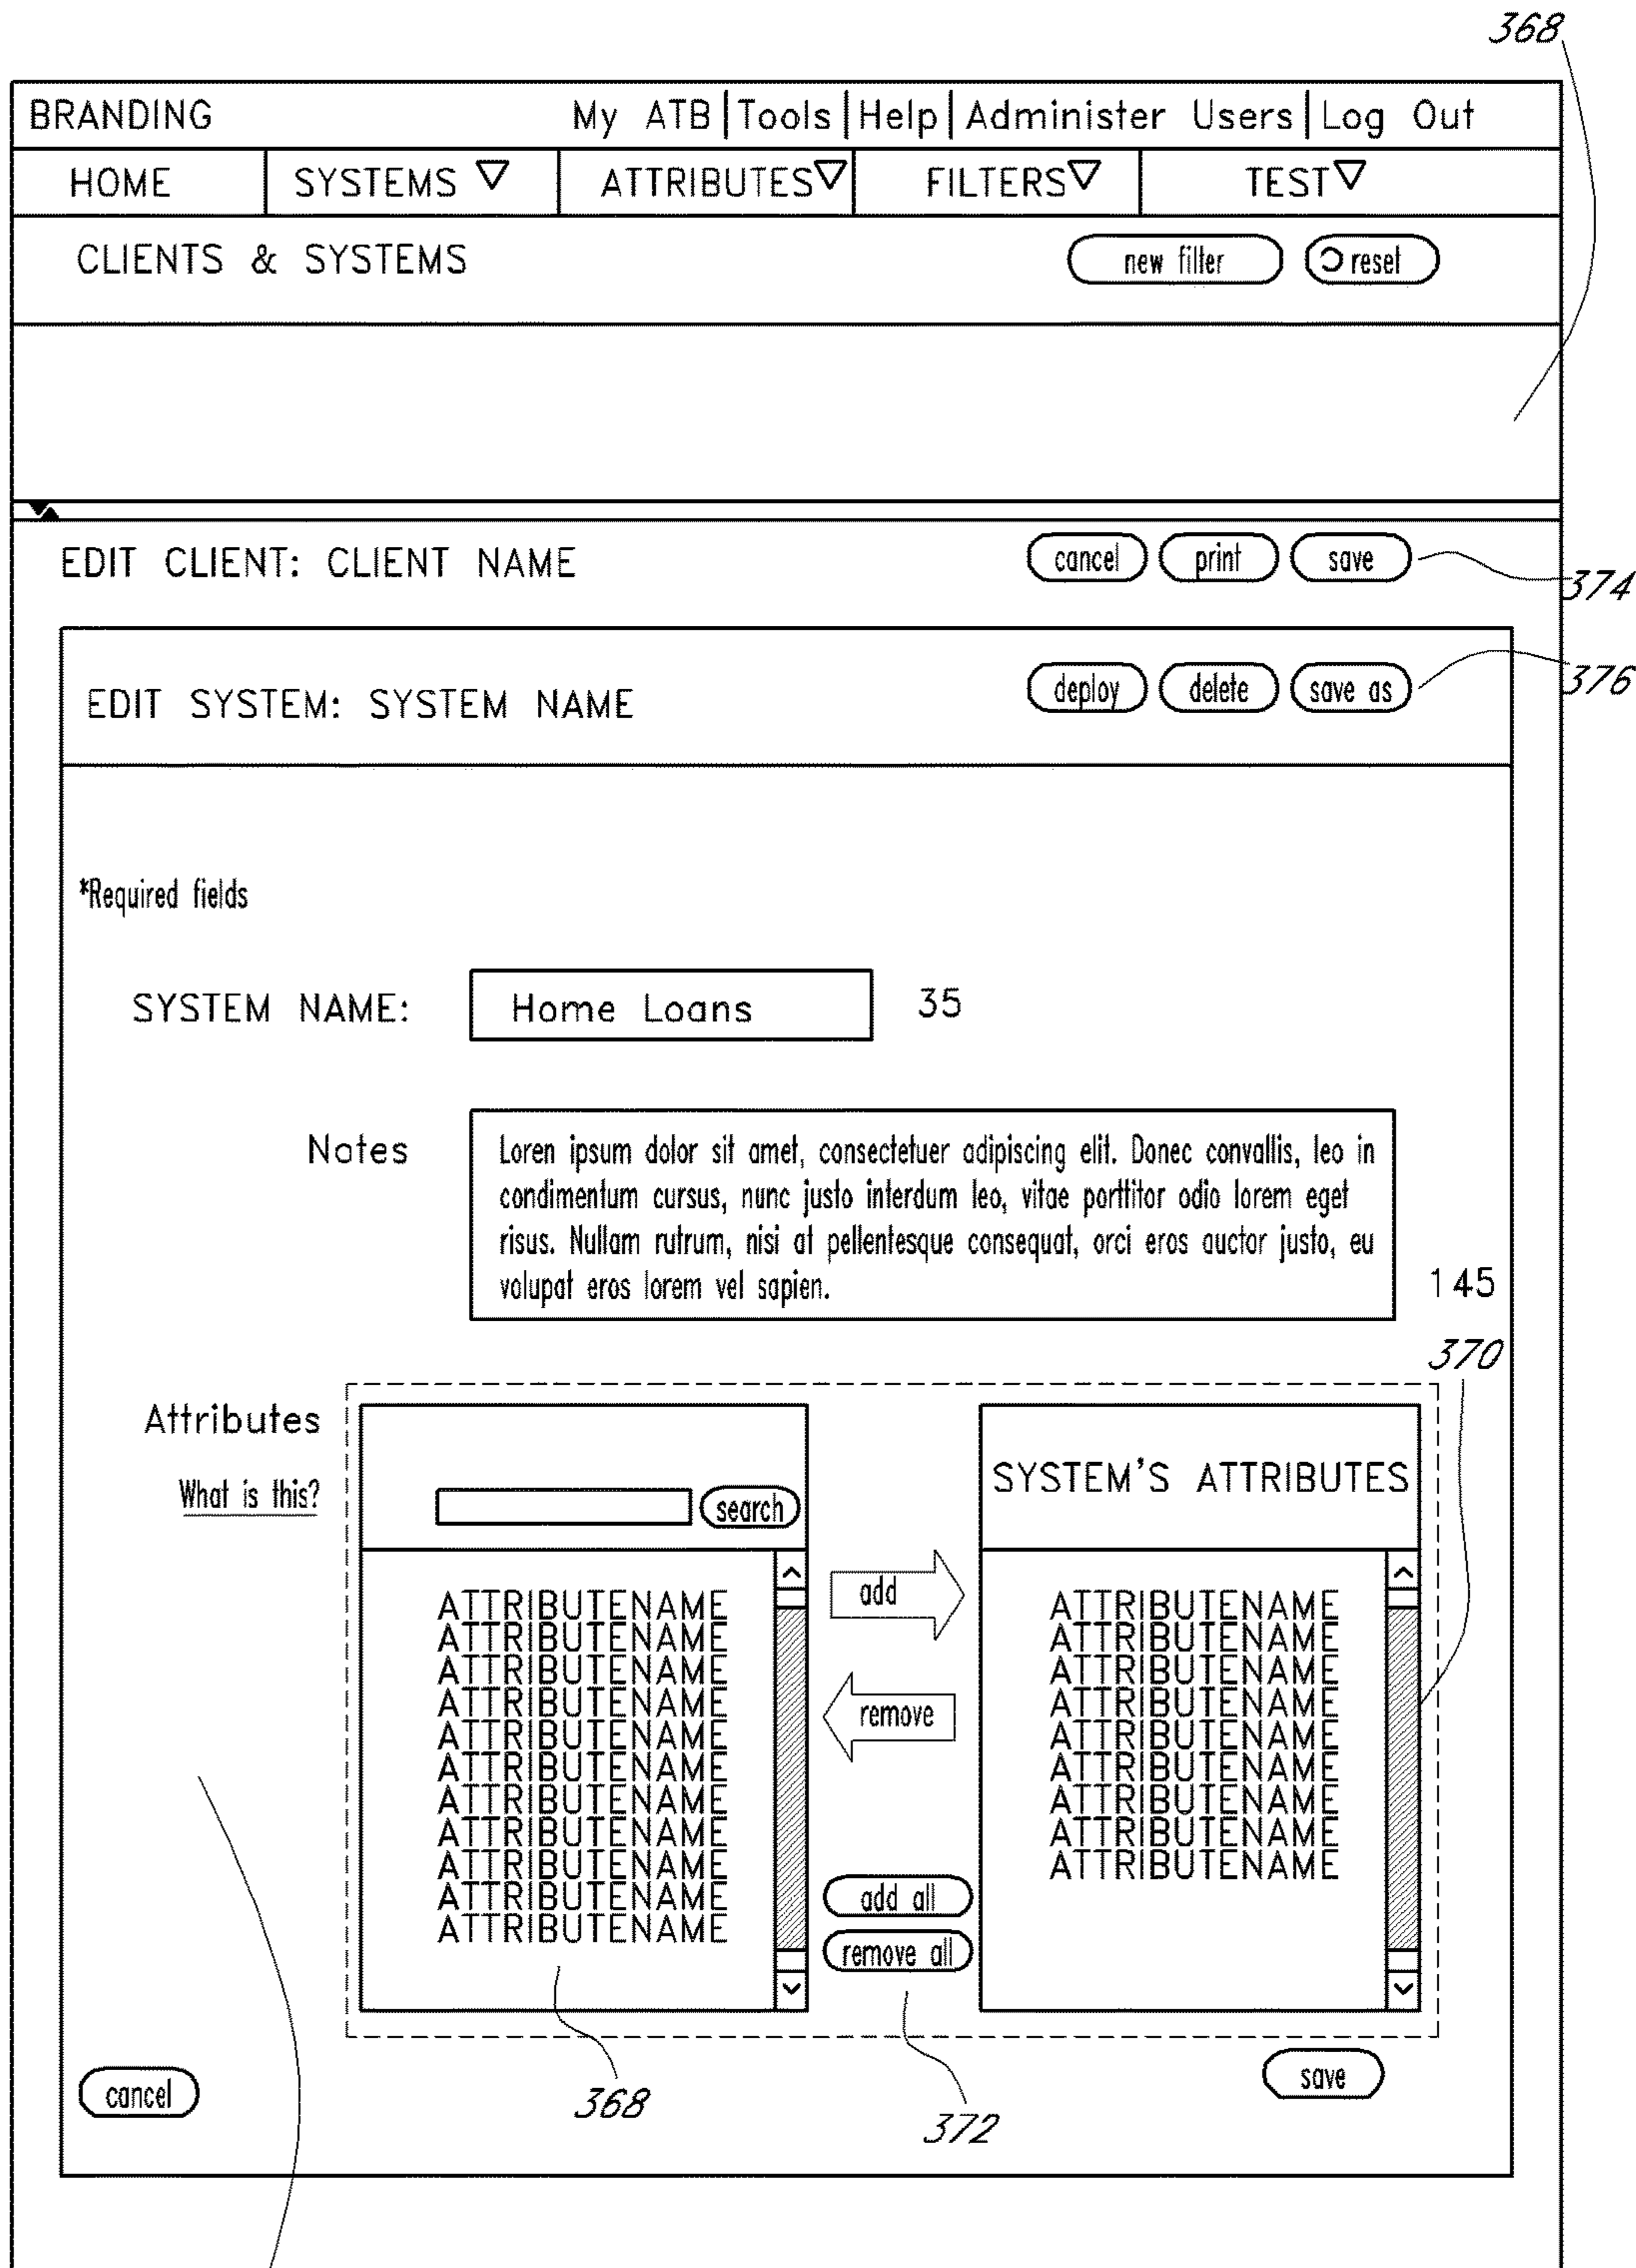 368
BRANDING My ATB|Tools|Help|Administer Users|Log Out
HOME SYSTEMS ATTRIBUTES FILTERS TEST
CLIENTS & SYSTEMS new filter reset
EDIT CLIENT: CLIENT NAME cancel print save
374
EDIT SYSTEM: SYSTEM NAME deploy delete save as
376
*Required fields
SYSTEM NAME: Home Loans 35
Notes
Loren ipsum dolor sit amet, consectetuer adipiscing elit. Donec convallis, leo in
condimentum cursus, nunc justo interdum leo, vitae porttitor odio lorem eget
risus. Nullam rutrum, nisi at pellentesque consequat, orci eros auctor justo, eu
volupat eros lorem vel sapien.
145
370
Attributes
What is this?
search
ATTRIBUTENAME
ATTRIBUTENAME
ATTRIBUTENAME
ATTRIBUTENAME
ATTRIBUTENAME
ATTRIBUTENAME
ATTRIBUTENAME
ATTRIBUTENAME
ATTRIBUTENAME
ATTRIBUTENAME
ATTRIBUTENAME
add
remove
add all
remove all
SYSTEM'S ATTRIBUTES
ATTRIBUTENAME
ATTRIBUTENAME
ATTRIBUTENAME
ATTRIBUTENAME
ATTRIBUTENAME
ATTRIBUTENAME
ATTRIBUTENAME
ATTRIBUTENAME
ATTRIBUTENAME
cancel
368
372
save